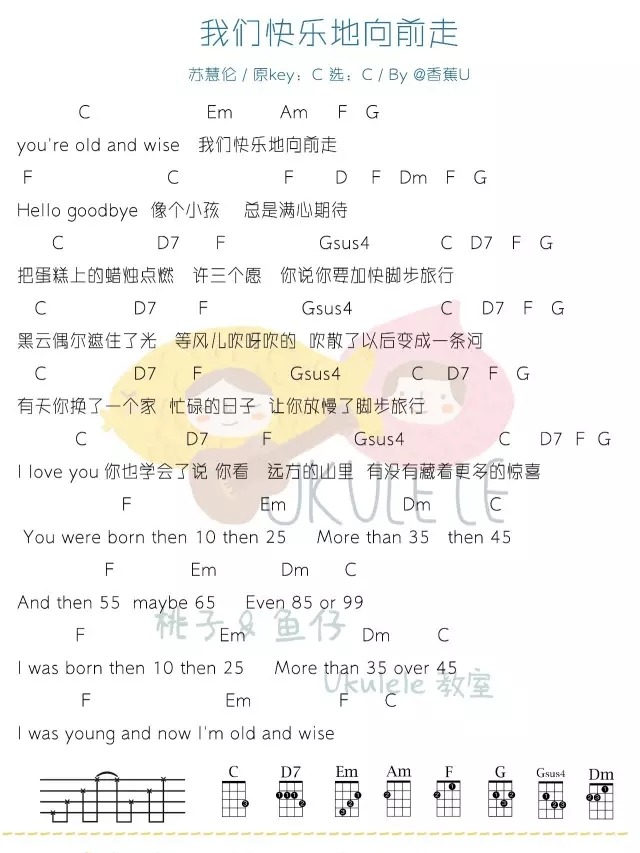 我们快乐地向前走
苏慧伦 / 原key：C 选：C / By @香蕉U
C Em Am F G
you're old and wise 我们快乐地向前走
F C F D F Dm F G
Hello goodbye 像个小孩 总是满心期待
C D7 F Gsus4 C D7 F G
把蛋糕上的蜡烛点燃 许三个愿 你说你要加快脚步旅行
C D7 F Gsus4 C D7 F G
黑云偶尔遮住了光 等风儿吹呀吹的 吹散了以后变成一条河
C D7 F Gsus4 C D7 F G
有天你换了一个家 忙碌的日子 让你放慢了脚步旅行
C D7 F Gsus4 C D7 F G
I love you 你也学会了说 你看 远方的山里 有没有藏着更多的惊喜
UKULELE
F Em Dm C
You were born then 10 then 25 More than 35 then 45
F Em Dm C
And then 55 maybe 65 Even 85 or 99
桃子&鱼仔
F Em Dm C
I was born then 10 then 25 More than 35 over 45
Ukulele 教室
F Em F C
I was young and now I'm old and wise
C D7 Em Am F G Gsus4 Dm